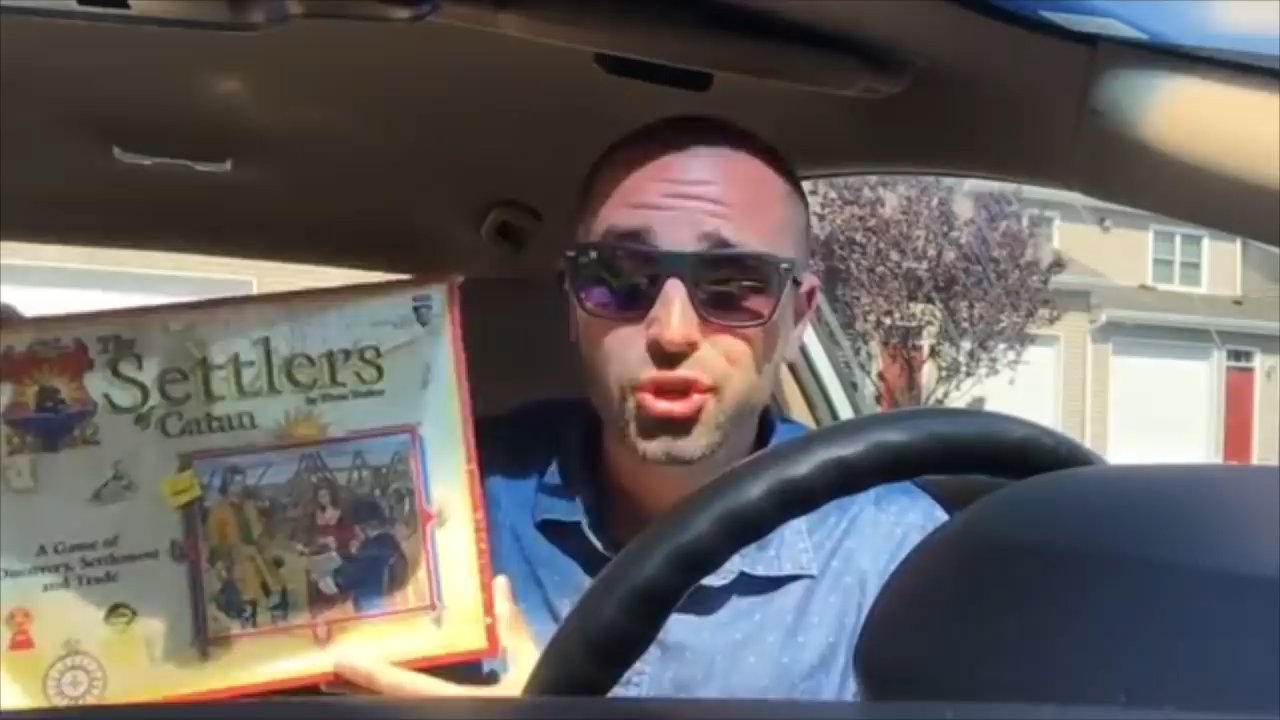 The
Settlers
of Catan
A Game of
Discovery, Settlement
and Trade